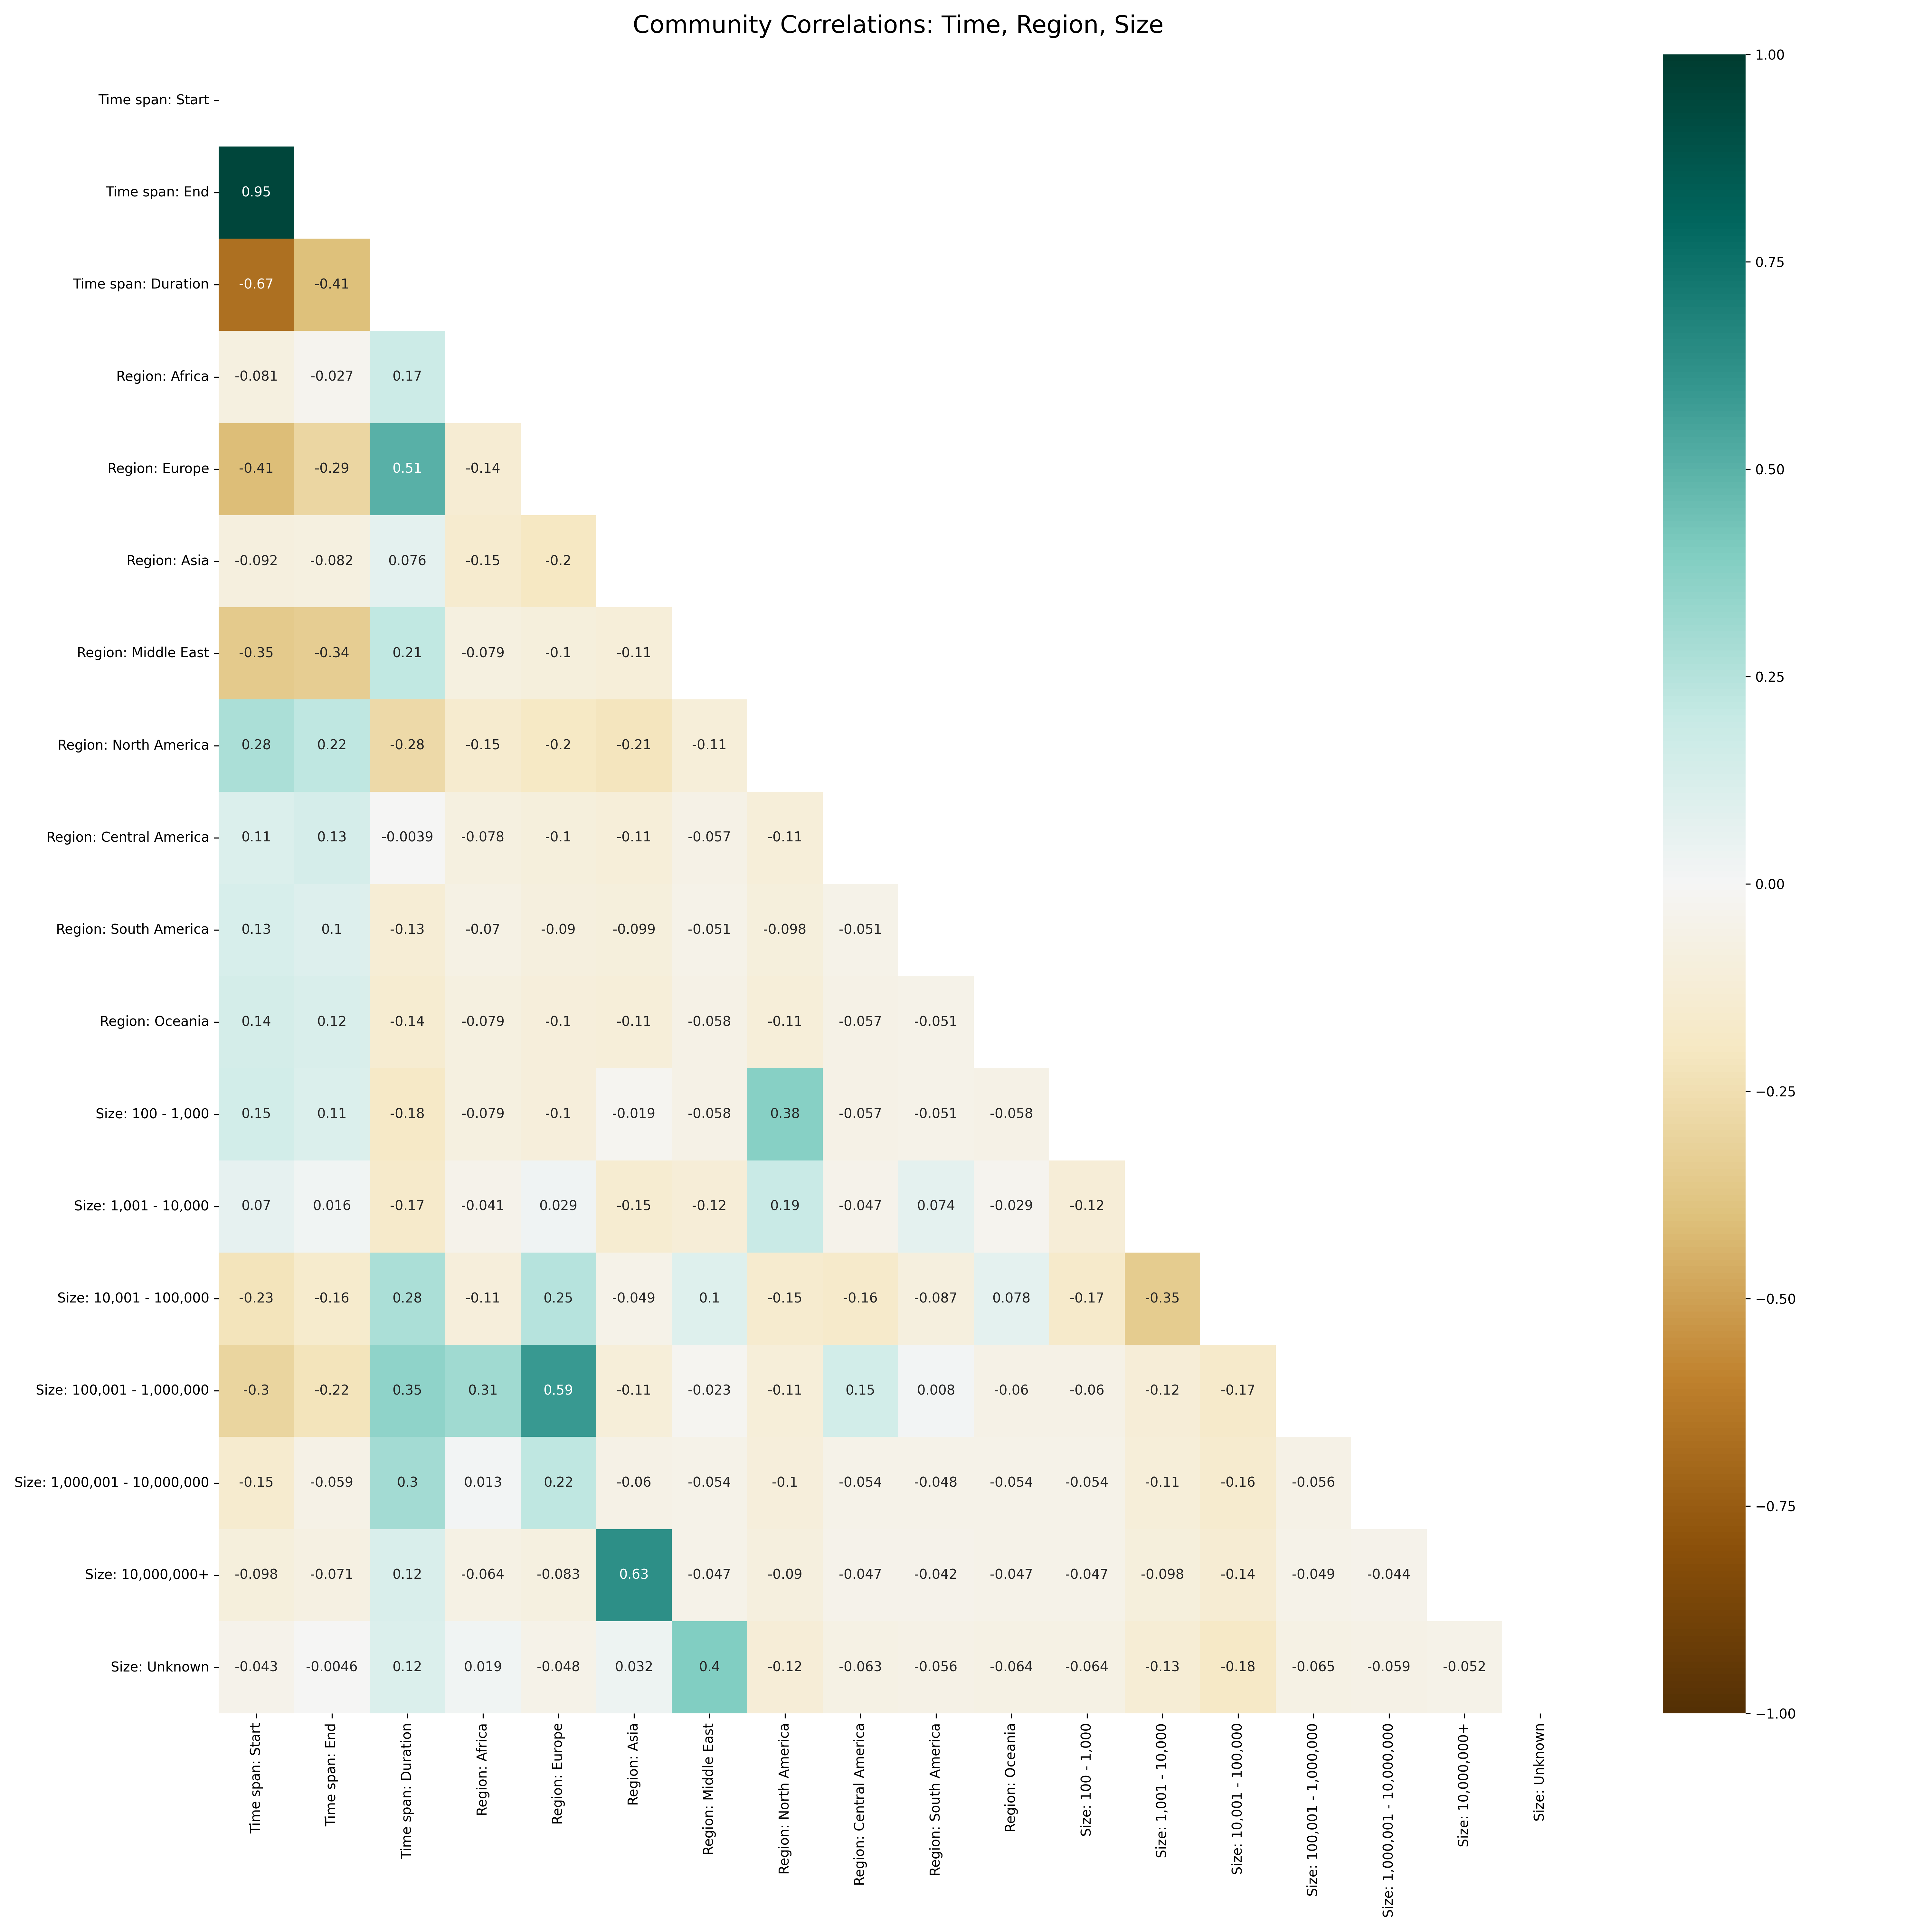 Community Correlations: Time, Region, Size
Time span: Start
Time span: End 0.95
Time span: Duration -0.67 -0.41
Region: Africa -0.081 -0.027 0.17
Region: Europe -0.41 -0.29 0.51 -0.14
Region: Asia -0.092 -0.082 0.076 -0.15 -0.2
Region: Middle East -0.35 -0.34 0.21 -0.079 -0.1 -0.11
Region: North America 0.28 0.22 -0.28 -0.15 -0.2 -0.21 -0.11
Region: Central America 0.11 0.13 -0.0039 -0.078 -0.1 -0.11 -0.057 -0.11
Region: South America 0.13 0.1 -0.13 -0.07 -0.09 -0.099 -0.051 -0.098 -0.051
Region: Oceania 0.14 0.12 -0.14 -0.079 -0.1 -0.11 -0.058 -0.11 -0.057 -0.051
Size: 100 - 1,000 0.15 0.11 -0.18 -0.079 -0.1 -0.019 -0.058 0.38 -0.057 -0.051 -0.058
Size: 1,001 - 10,000 0.07 0.016 -0.17 -0.041 0.029 -0.15 -0.12 0.19 -0.047 0.074 -0.029 -0.12
Size: 10,001 - 100,000 -0.23 -0.16 0.28 -0.11 0.25 -0.049 0.1 -0.15 -0.16 -0.087 0.078 -0.17 -0.35
Size: 100,001 - 1,000,000 -0.3 -0.22 0.35 0.31 0.59 -0.11 -0.023 -0.11 0.15 0.008 -0.06 -0.06 -0.12 -0.17
Size: 1,000,001 - 10,000,000 -0.15 -0.059 0.3 0.013 0.22 -0.06 -0.054 -0.1 -0.054 -0.048 -0.054 -0.054 -0.11 -0.16 -0.056
Size: 10,000,000+ -0.098 -0.071 0.12 -0.064 -0.083 0.63 -0.047 -0.09 -0.047 -0.042 -0.047 -0.047 -0.098 -0.14 -0.049 -0.044
Size: Unknown -0.043 -0.0046 0.12 0.019 -0.048 0.032 0.4 -0.12 -0.063 -0.056 -0.064 -0.064 -0.13 -0.18 -0.065 -0.059 -0.052
Time span: Start
Time span: End
Time span: Duration
Region: Africa
Region: Europe
Region: Asia
Region: Middle East
Region: North America
Region: Central America
Region: South America
Region: Oceania
Size: 100 - 1,000
Size: 1,001 - 10,000
Size: 10,001 - 100,000
Size: 100,001 - 1,000,000
Size: 1,000,001 - 10,000,000
Size: 10,000,000+
Size: Unknown
1.00
0.75
0.50
0.25
0.00
−0.25
−0.50
−0.75
−1.00